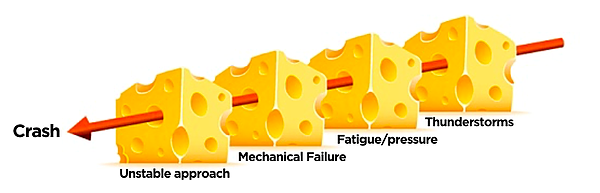 Crash
Unstable approach
Mechanical Failure
Fatigue/pressure
Thunderstorms